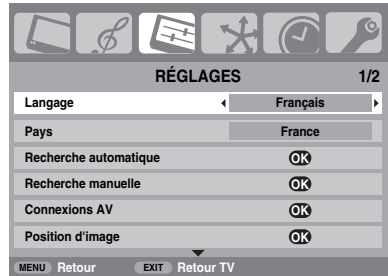 RÉGLAGES 1/2
Langage Français
Pays France
Recherche automatique OK
Recherche manuelle OK
Connexions AV OK
Position d'image OK
MENU Retour EXIT Retour TV